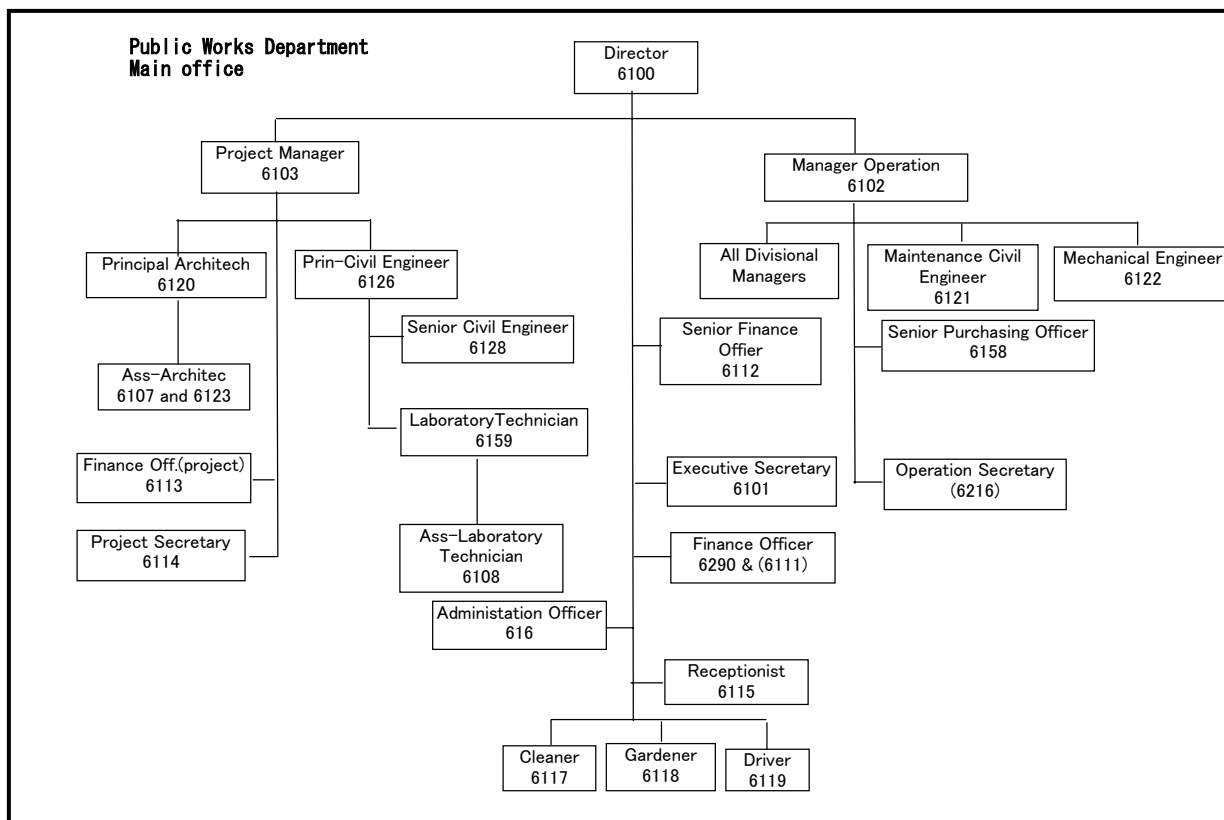 Public Works Department
Main office
Director
6100
Project Manager
6103
Manager Operation
6102
Principal Architech
6120
Prin-Civil Engineer
6126
All Divisional
Managers
Maintenance Civil
Engineer
6121
Mechanical Engineer
6122
Senior Civil Engineer
6128
Senior Finance
Offier
6112
Senior Purchasing Officer
6158
Ass-Architec
6107 and 6123
LaboratoryTechnician
6159
Finance Off.(project)
6113
Executive Secretary
6101
Operation Secretary
(6216)
Project Secretary
6114
Ass-Laboratory
Technician
6108
Finance Officer
6290 & (6111)
Administation Officer
616
Receptionist
6115
Cleaner
6117
Gardener
6118
Driver
6119